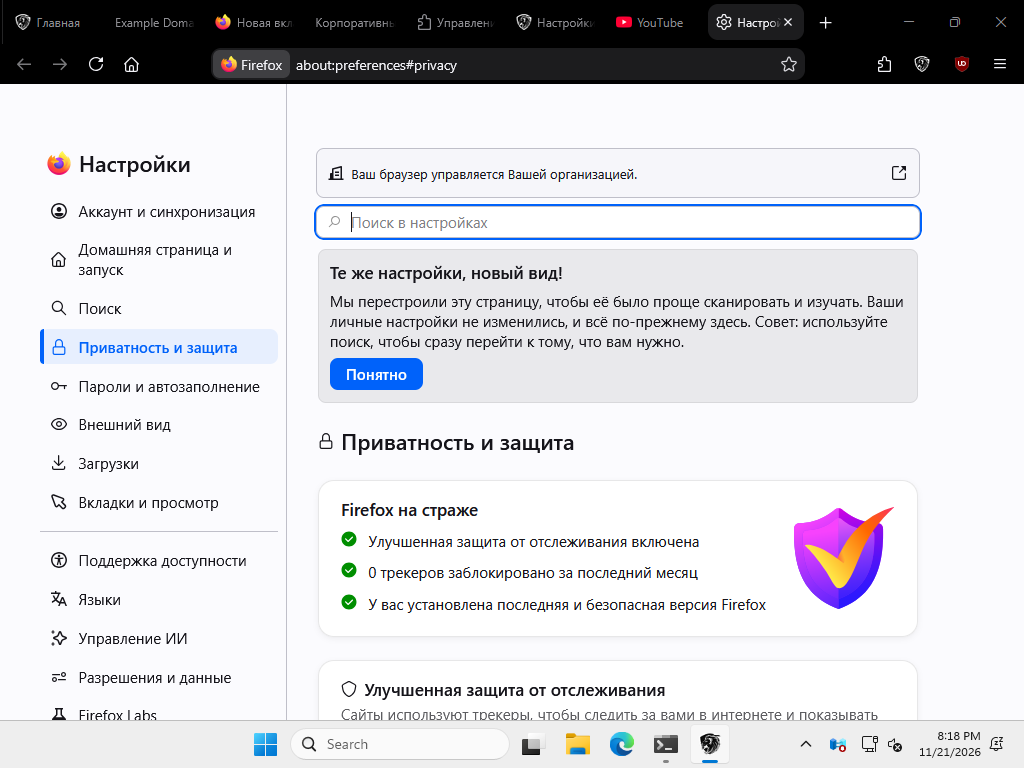 Главная
Example Doma
Новая вкл
Корпоративнь
Управлени
Настройки
YouTube
Настрой
Firefox
about:preferences#privacy
Настройки
Аккаунт и синхронизация
Домашняя страница и
запуск
Поиск
Приватность и защита
Пароли и автозаполнение
Внешний вид
Загрузки
Вкладки и просмотр
Поддержка доступности
Языки
Управление ИИ
Разрешения и данные
Firefox Labs
Ваш браузер управляется Вашей организацией.
Поиск в настройках
Те же настройки, новый вид!
Мы перестроили эту страницу, чтобы её было проще сканировать и изучать. Ваши
личные настройки не изменились, и всё по-прежнему здесь. Совет: используйте
поиск, чтобы сразу перейти к тому, что вам нужно.
Понятно
Приватность и защита
Firefox на страже
Улучшенная защита от отслеживания включена
0 трекеров заблокировано за последний месяц
У вас установлена последняя и безопасная версия Firefox
Улучшенная защита от отслеживания
Сайты используют трекеры, чтобы следить за вами в интернете и показывать
Search
8:18 PM
11/21/2026